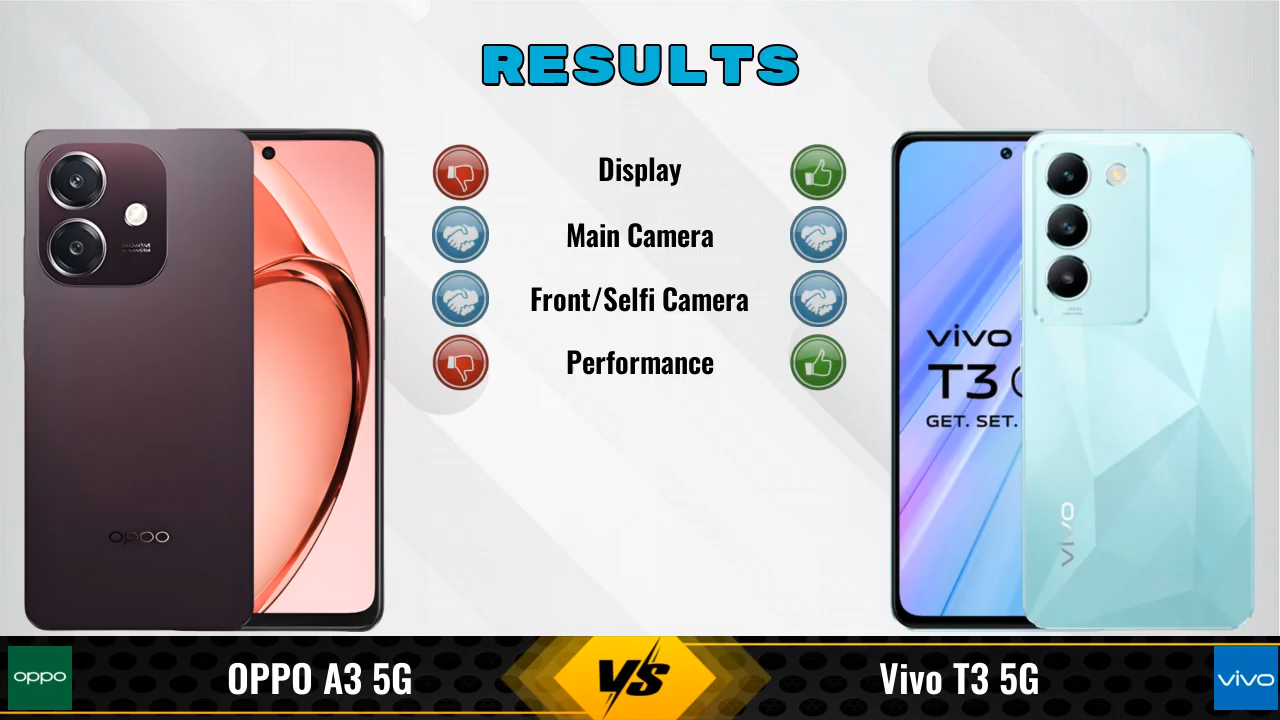 RESULTS
Display
Main Camera
Front/Selfi Camera
Performance
oppo
vivo
T3
GET. SET.
vivo
oppo
OPPO A3 5G
VS
Vivo T3 5G
vivo